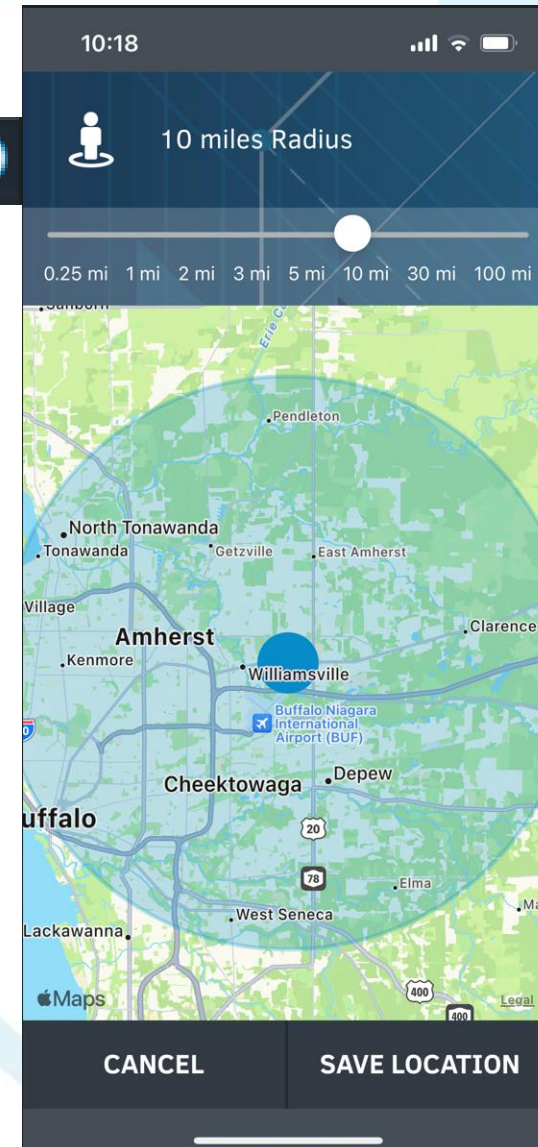 10:18
10 miles Radius
0.25 mi 1 mi 2 mi 3 mi 5 mi 10 mi 30 mi 100 mi
Erie
Pendleton
North Tonawanda
Tonawanda
Getzville
East Amherst
Village
Amherst
Clarence
Kenmore
Williamsville
Buffalo Niagara
International
Airport (BUF)
Cheektowaga
Depew
uffalo
20
78
Elma
West Seneca
Lackawanna
400
Maps
Legal
400
CANCEL
SAVE LOCATION